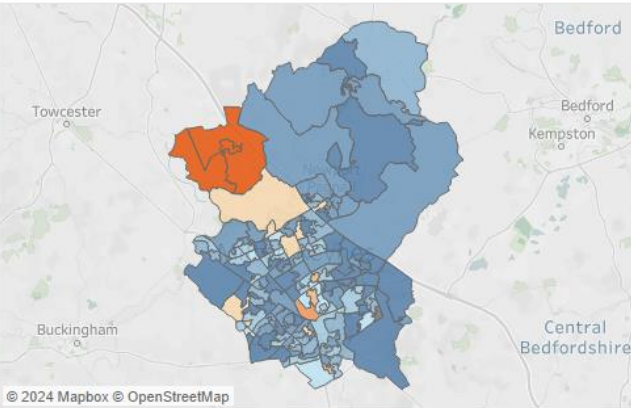 Bedford
Towcester
Bedford
Kempston
Buckingham
Central
Bedfordshire
© 2024 Mapbox © OpenStreetMap